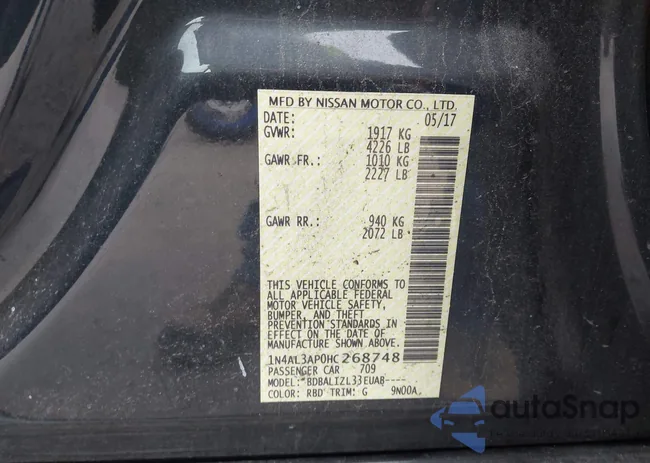 MFD BY NISSAN MOTOR CO., LTD.
DATE: 05/17
GVWR: 1917 KG
4226 LB
GAWR FR.: 1010 KG
2227 LB
GAWR RR.: 940 KG
2072 LB
THIS VEHICLE CONFORMS TO
ALL APPLICABLE FEDERAL
MOTOR VEHICLE SAFETY,
BUMPER, AND THEFT
PREVENTION STANDARDS IN
EFFECT ON THE DATE OF
MANUFACTURE SHOWN ABOVE.
1N4AL3AP0HC268748
PASSENGER CAR 709
MODEL: *BDBALIZL33EUAB-----
COLOR: RBD TRIM: G 9N00A.
autoSnap